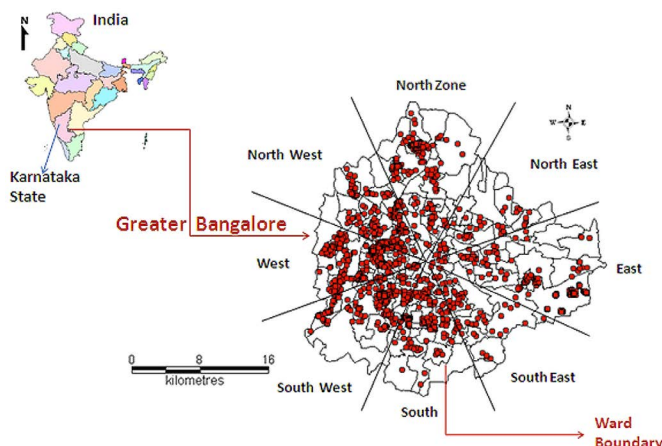 India
N
North Zone
N
W E
S
North West
North East
Karnataka
State
Greater Bangalore
West
East
0 8 16
kilometres
South West
South East
South
Ward
Boundary